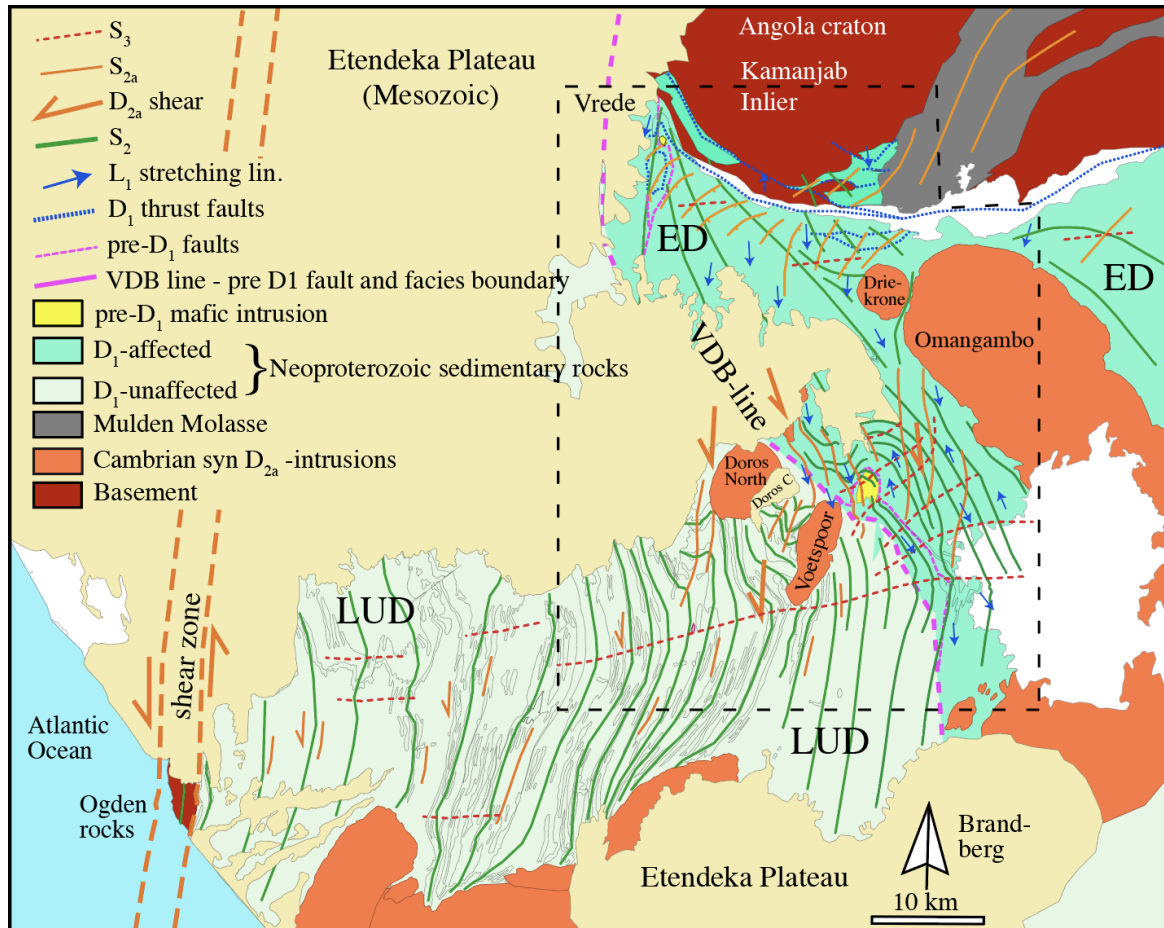 S3
S2a
D2a shear
S2
L1 stretching lin.
D1 thrust faults
pre-D1 faults
VDB line - pre D1 fault and facies boundary
pre-D1 mafic intrusion
D1-affected
D1-unaffected
} Neoproterozoic sedimentary rocks
Mulden Molasse
Cambrian syn D2a -intrusions
Basement
Etendeka Plateau
(Mesozoic)
Angola craton
Kamanjab
Inlier
Vrede
ED
ED
Drie-
krone
Omangambo
VDB-line
Doros
North
Doros C
Voetspoor
LUD
LUD
shear zone
Atlantic
Ocean
Ogden
rocks
Etendeka Plateau
Brand-
berg
10 km